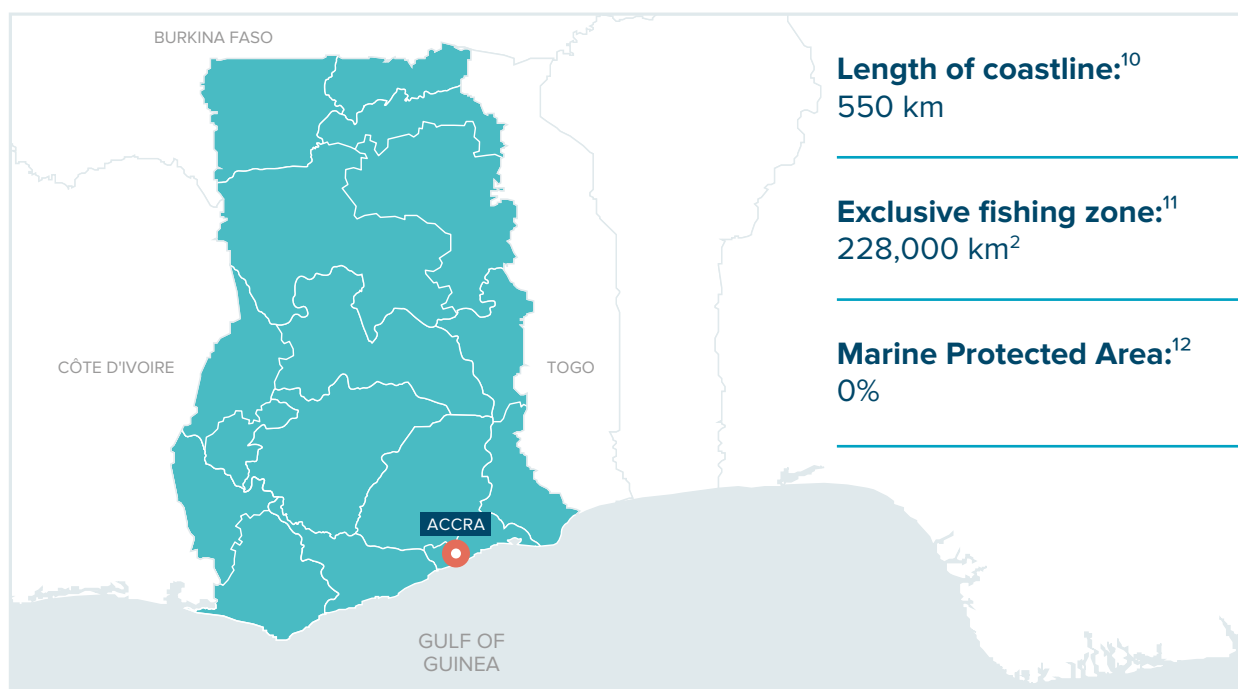 BURKINA FASO
Length of coastline:10
550 km
Exclusive fishing zone:11
228,000 km2
Marine Protected Area:12
0%
CÔTE D'IVOIRE
TOGO
ACCRA
GULF OF
GUINEA